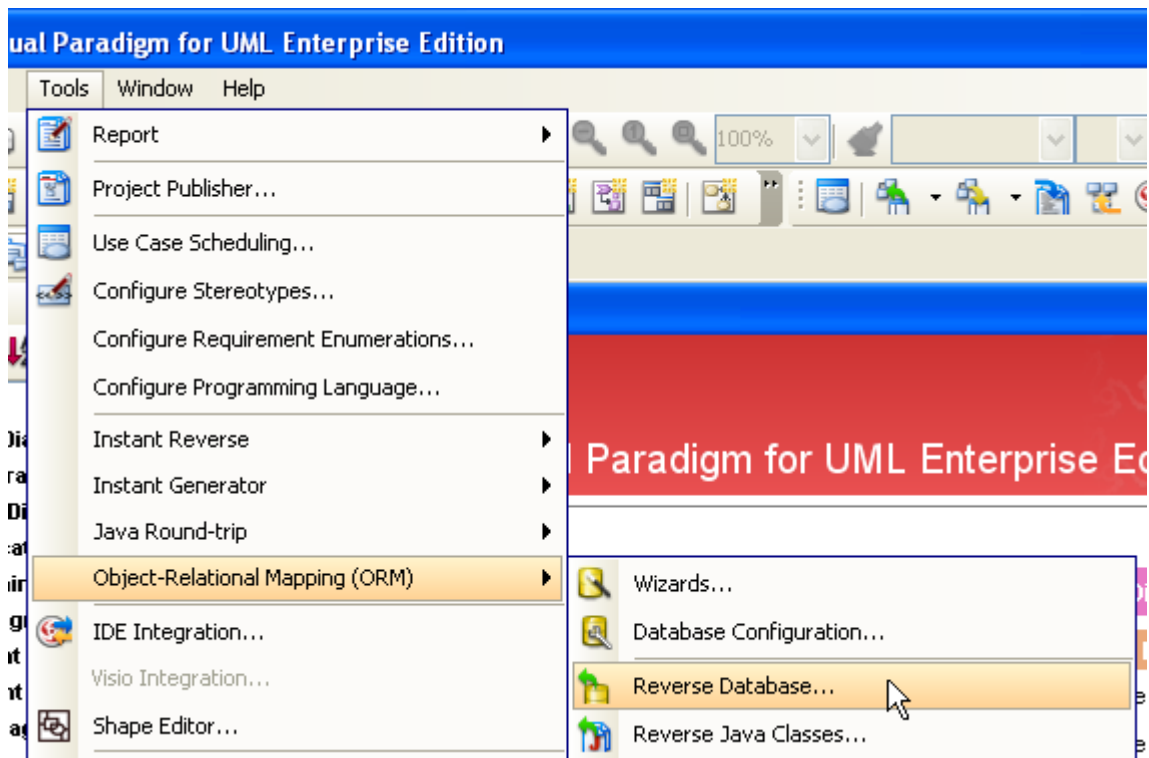 ual Paradigm for UML Enterprise Edition
Tools Window Help
Report
100%
Project Publisher...
Use Case Scheduling...
Configure Stereotypes...
Configure Requirement Enumerations...
Configure Programming Language...
Instant Reverse
Paradigm for UML Enterprise Ed
Instant Generator
Java Round-trip
Object-Relational Mapping (ORM)
Wizards...
IDE Integration...
Database Configuration...
Visio Integration...
Reverse Database...
Shape Editor...
Reverse Java Classes...